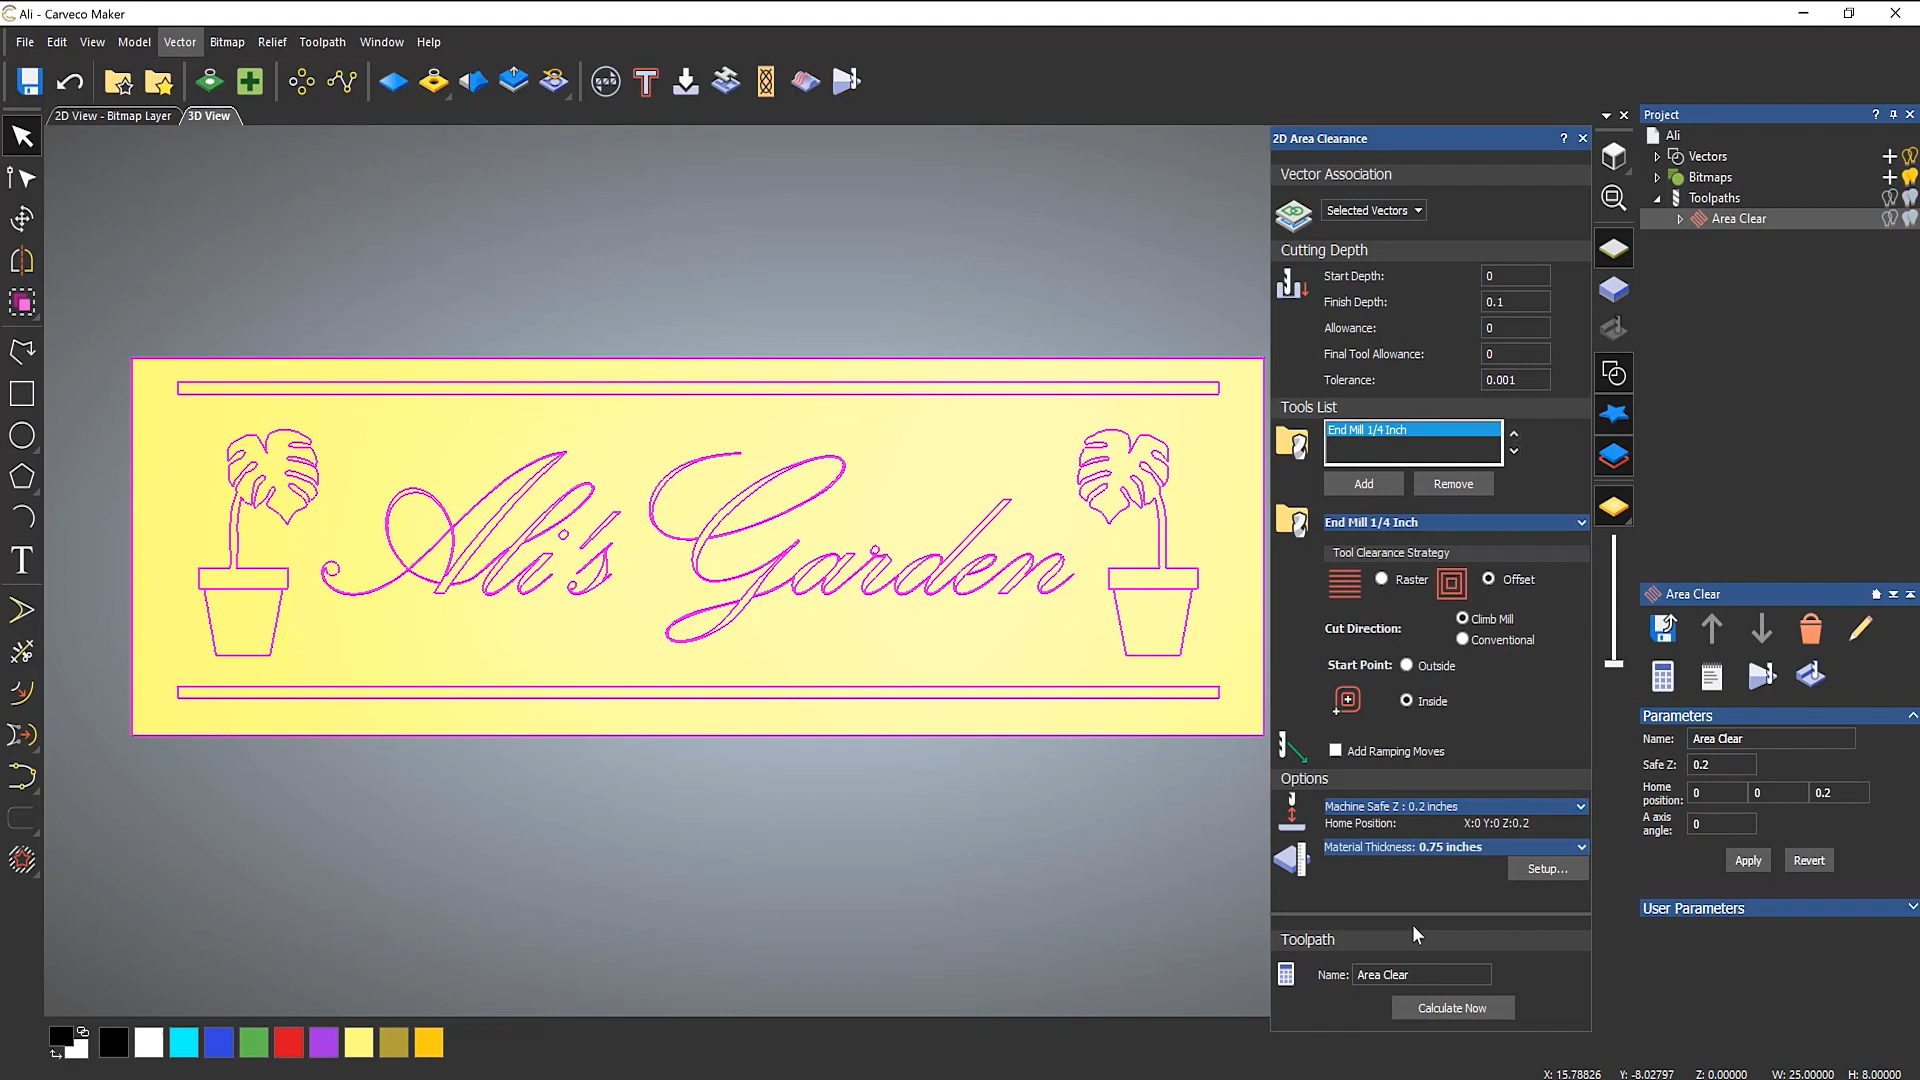 Ali - Carveco Maker
File Edit View Model Vector Bitmap Relief Toolpath Window Help
2D View - Bitmap Layer 3D View
2D Area Clearance
Vector Association
Selected Vectors
Cutting Depth
Start Depth: 0
Finish Depth: 0.1
Allowance: 0
Final Tool Allowance: 0
Tolerance: 0.001
Tools List
End Mill 1/4 Inch
Add Remove
End Mill 1/4 Inch
Tool Clearance Strategy
Raster Offset
Cut Direction: Climb Mill
Conventional
Start Point: Outside
Inside
Add Ramping Moves
Options
Machine Safe Z : 0.2 inches
Home Position: X:0 Y:0 Z:0.2
Material Thickness: 0.75 inches
Setup...
Toolpath
Name: Area Clear
Calculate Now
Ali's Garden
T
Project
Ali
Vectors
Bitmaps
Toolpaths
Area Clear
Area Clear
Parameters
Name: Area Clear
Safe Z: 0.2
Home position: 0 0 0.2
A axis angle: 0
Apply Revert
User Parameters
X: 15.78826 Y: -8.02797 Z: 0.00000 W: 25.00000 H: 8.00000